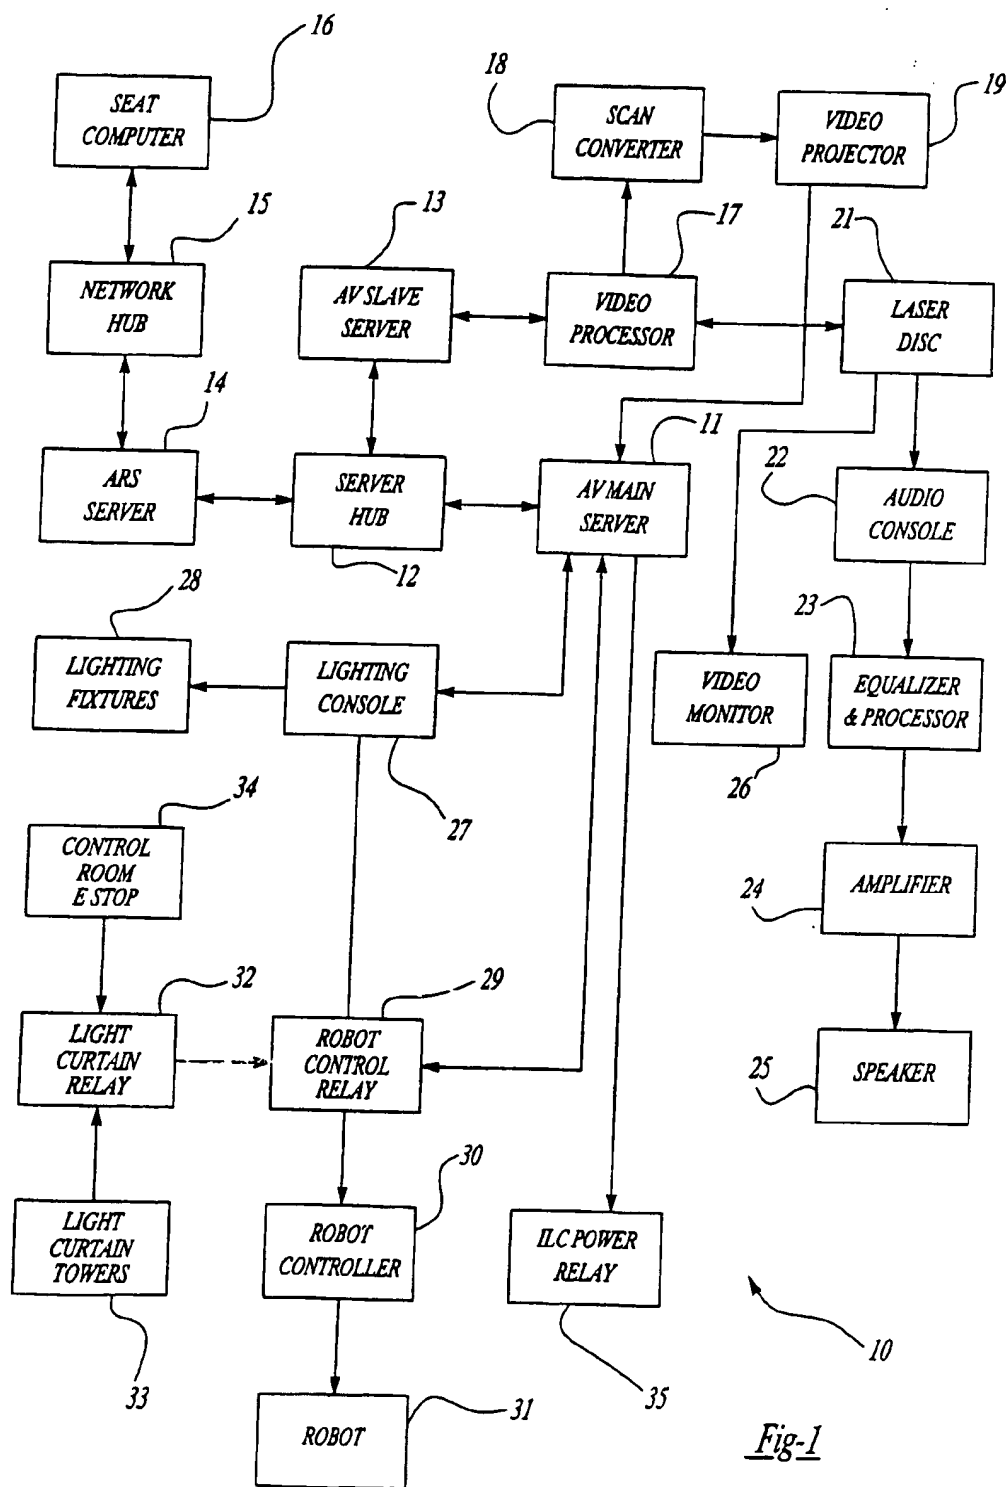 16
SEAT
COMPUTER
18
SCAN
CONVERTER
VIDEO
PROJECTOR
19
15
NETWORK
HUB
13
AV SLAVE
SERVER
17
VIDEO
PROCESSOR
21
LASER
DISC
14
ARS
SERVER
SERVER
HUB
12
11
AV MAIN
SERVER
22
AUDIO
CONSOLE
28
LIGHTING
FIXTURES
LIGHTING
CONSOLE
27
VIDEO
MONITOR
26
23
EQUALIZER
& PROCESSOR
34
CONTROL
ROOM
E STOP
24
AMPLIFIER
32
LIGHT
CURTAIN
RELAY
29
ROBOT
CONTROL
RELAY
25
SPEAKER
LIGHT
CURTAIN
TOWERS
33
30
ROBOT
CONTROLLER
ILC POWER
RELAY
35
10
ROBOT
31
Fig-1